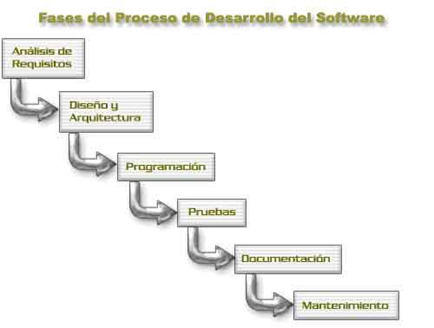 Fases del Proceso de Desarrollo del Software
Análisis de
Requisitos
Diseño y
Arquitectura
Programación
Pruebas
Documentación
Mantenimiento